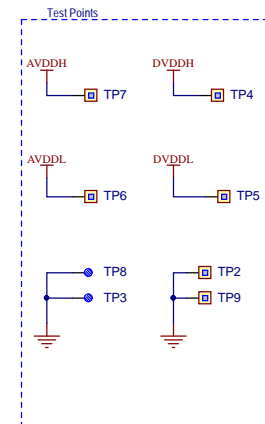 Test Points
AVDDH DVDDH
TP7 TP4
AVDDL DVDDL
TP6 TP5
TP8 TP2
TP3 TP9